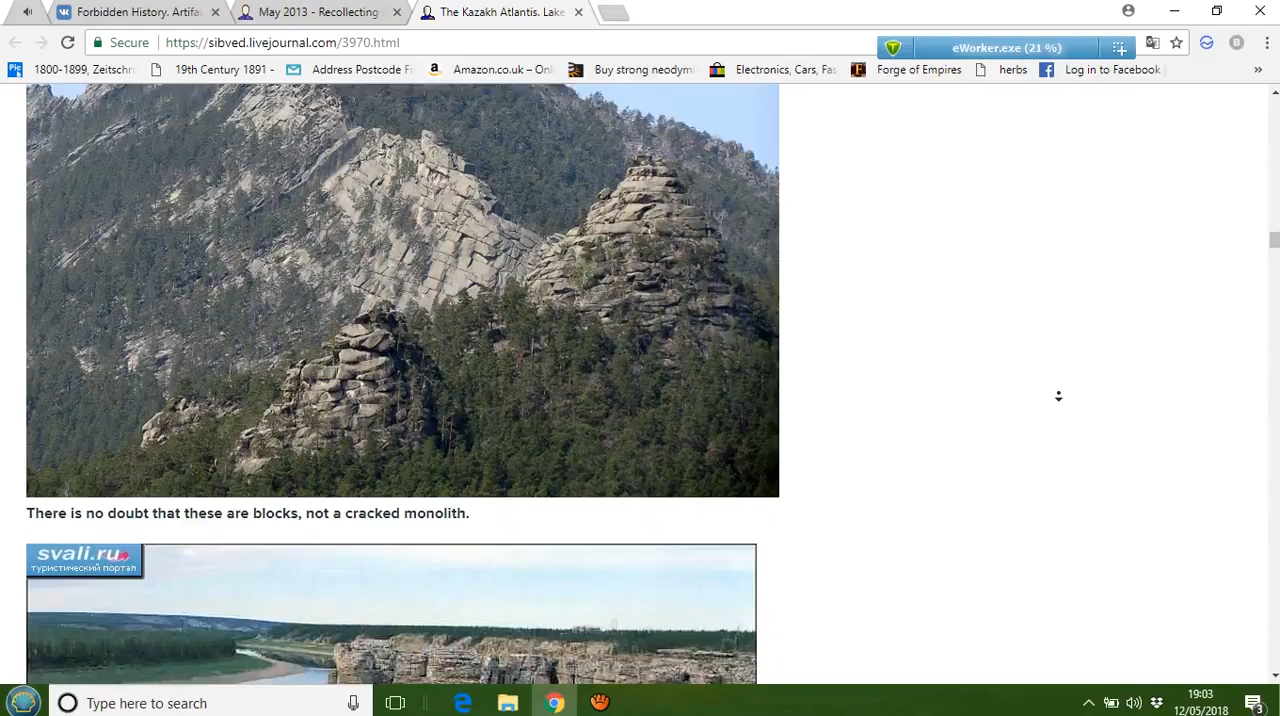 Forbidden History. Artifa
May 2013 - Recollecting
The Kazakh Atlantis. Lake
Secure
https://sibved.livejournal.com/3970.html
eWorker.exe (21 %)
1800-1899, Zeitschr
19th Century 1891 -
Address Postcode F
Amazon.co.uk – Onl
Buy strong neodym
Electronics, Cars, Fas
Forge of Empires
herbs
Log in to Facebook
There is no doubt that these are blocks, not a cracked monolith.
svali.ru
туристический портал
Type here to search
19:03
12/05/2018
3